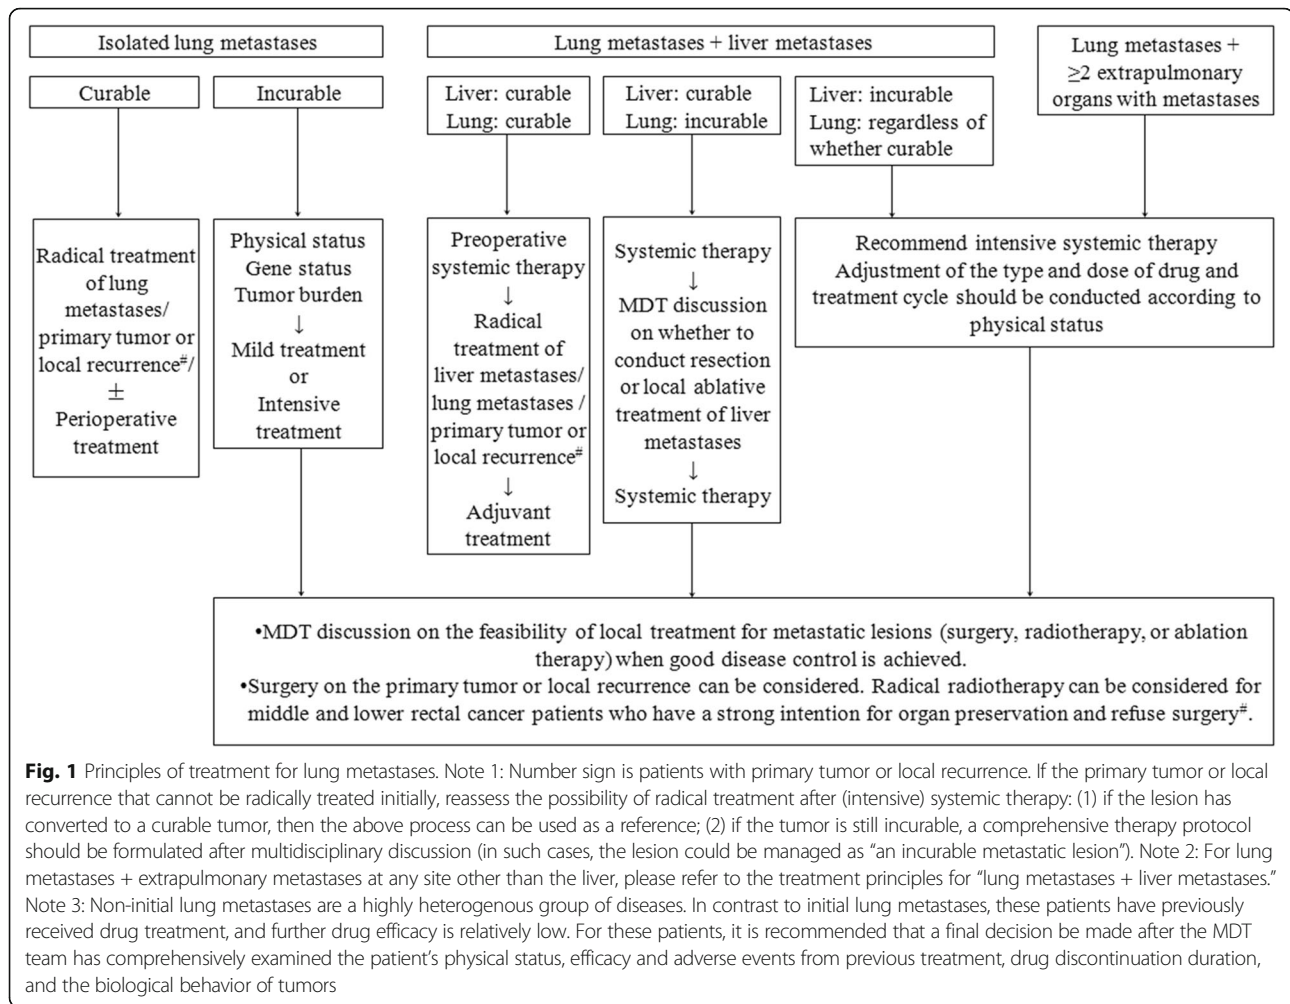 Isolated lung metastases
Lung metastases + liver metastases
Lung metastases +
≥2 extrapulmonary
organs with metastases
Curable
Incurable
Liver: curable
Lung: curable
Liver: curable
Lung: incurable
Liver: incurable
Lung: regardless of
whether curable
Radical treatment
of lung
metastases/
primary tumor or
local recurrence#/
±
Perioperative
treatment
Physical status
Gene status
Tumor burden
↓
Mild treatment
or
Intensive
treatment
Preoperative
systemic therapy
↓
Radical
treatment of
liver metastases/
lung metastases /
primary tumor or
local recurrence#
↓
Adjuvant
treatment
Systemic therapy
↓
MDT discussion
on whether to
conduct resection
or local ablative
treatment of liver
metastases
↓
Systemic therapy
Recommend intensive systemic therapy
Adjustment of the type and dose of drug and
treatment cycle should be conducted according to
physical status
•MDT discussion on the feasibility of local treatment for metastatic lesions (surgery, radiotherapy, or ablation
therapy) when good disease control is achieved.
•Surgery on the primary tumor or local recurrence can be considered. Radical radiotherapy can be considered for
middle and lower rectal cancer patients who have a strong intention for organ preservation and refuse surgery#.
Fig. 1 Principles of treatment for lung metastases. Note 1: Number sign is patients with primary tumor or local recurrence. If the primary tumor or local
recurrence that cannot be radically treated initially, reassess the possibility of radical treatment after (intensive) systemic therapy: (1) if the lesion has
converted to a curable tumor, then the above process can be used as a reference; (2) if the tumor is still incurable, a comprehensive therapy protocol
should be formulated after multidisciplinary discussion (in such cases, the lesion could be managed as “an incurable metastatic lesion”). Note 2: For lung
metastases + extrapulmonary metastases at any site other than the liver, please refer to the treatment principles for “lung metastases + liver metastases.”
Note 3: Non-initial lung metastases are a highly heterogenous group of diseases. In contrast to initial lung metastases, these patients have previously
received drug treatment, and further drug efficacy is relatively low. For these patients, it is recommended that a final decision be made after the MDT
team has comprehensively examined the patient’s physical status, efficacy and adverse events from previous treatment, drug discontinuation duration,
and the biological behavior of tumors